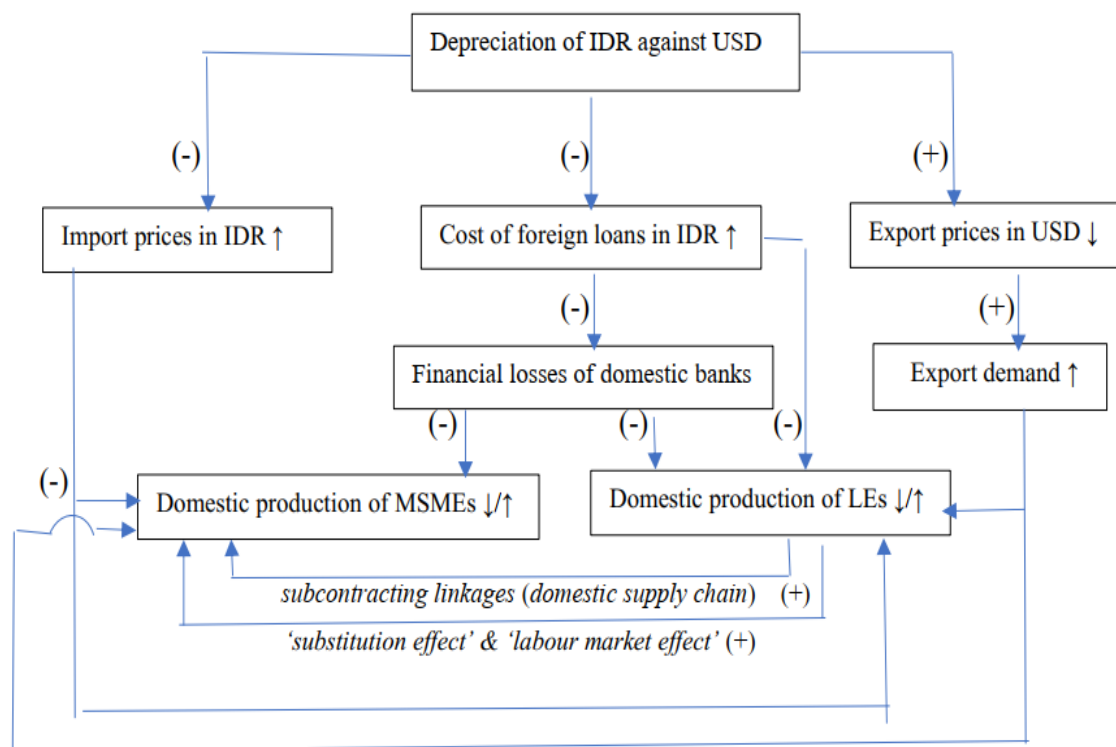 Depreciation of IDR against USD
(-)
(-)
(+)
Import prices in IDR ↑
Cost of foreign loans in IDR ↑
Export prices in USD ↓
(-)
(+)
Financial losses of domestic banks
Export demand ↑
(-)
(-)
(-)
(-)
Domestic production of MSMEs ↓/↑
Domestic production of LEs ↓/↑
subcontracting linkages (domestic supply chain) (+)
‘substitution effect’ & ‘labour market effect’ (+)